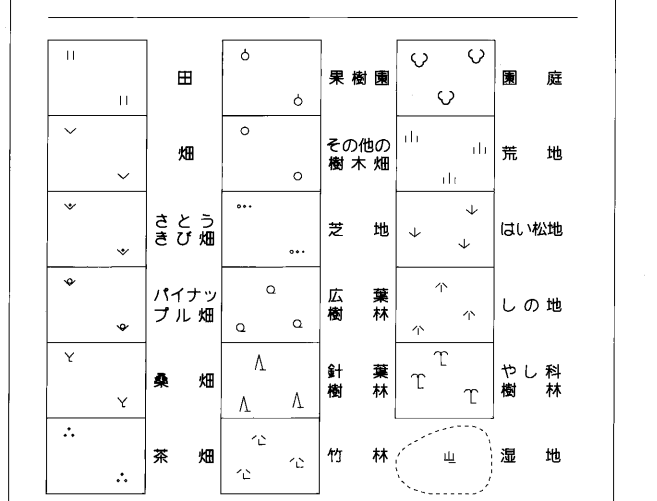 田
畑
さとう
きび畑
パイナッ
プル畑
桑畑
茶畑
果樹園
その他の
樹木畑
芝地
広葉
樹林
針葉
樹林
竹林
園庭
荒地
はい松地
しの地
やし科
樹林
湿地